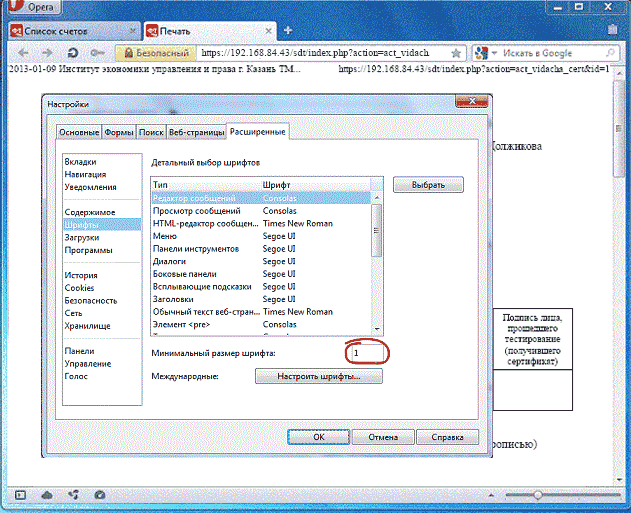 Opera
Список счетов
Печать
Безопасный
https://192.168.84.43/sdt/index.php?action=act_vidach
Искать в Google
2013-01-09 Институт экономики управления и права г. Казань ТМ...
https://192.168.84.43/sdt/index.php?action=act_vidacha_cert&id=1
Должикова
Настройки
Основные
Формы
Поиск
Веб-страницы
Расширенные
Вкладки
Навигация
Уведомления
Содержимое
Шрифты
Загрузки
Программы
История
Cookies
Безопасность
Сеть
Хранилище
Панели
Управление
Голос
Детальный выбор шрифтов
Тип Шрифт
Редактор сообщений Consolas
Просмотр сообщений Consolas
HTML-редактор сообщен... Times New Roman
Меню Segoe UI
Панели инструментов Segoe UI
Диалоги Segoe UI
Боковые панели Segoe UI
Всплывающие подсказки Segoe UI
Заголовки Segoe UI
Обычный текст веб-стран... Times New Roman
Элемент <pre> Consolas
Выбрать
Минимальный размер шрифта: 1
Международные: Настроить шрифты...
OK
Отмена
Справка
Подпись лица,
прошедшего
тестирование
(получившего
сертификат)
рописью)